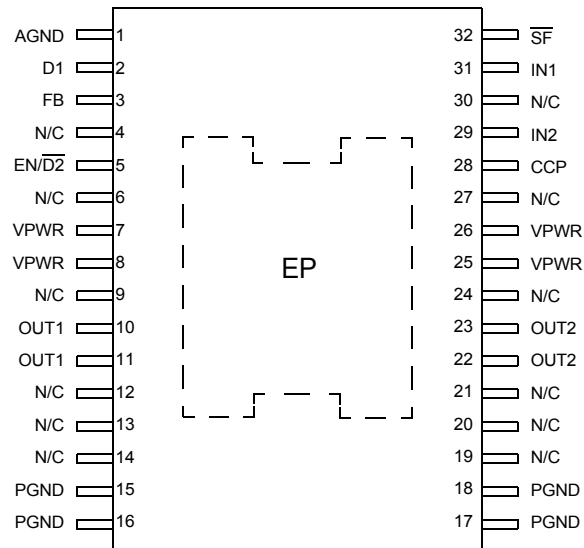 AGND 1 32 S̅F̅
D1 2 31 IN1
FB 3 30 N/C
N/C 4 29 IN2
EN/D̅2̅ 5 28 CCP
N/C 6 27 N/C
VPWR 7 26 VPWR
VPWR 8 25 VPWR
N/C 9 24 N/C
EP
OUT1 10 23 OUT2
OUT1 11 22 OUT2
N/C 12 21 N/C
N/C 13 20 N/C
N/C 14 19 N/C
PGND 15 18 PGND
PGND 16 17 PGND